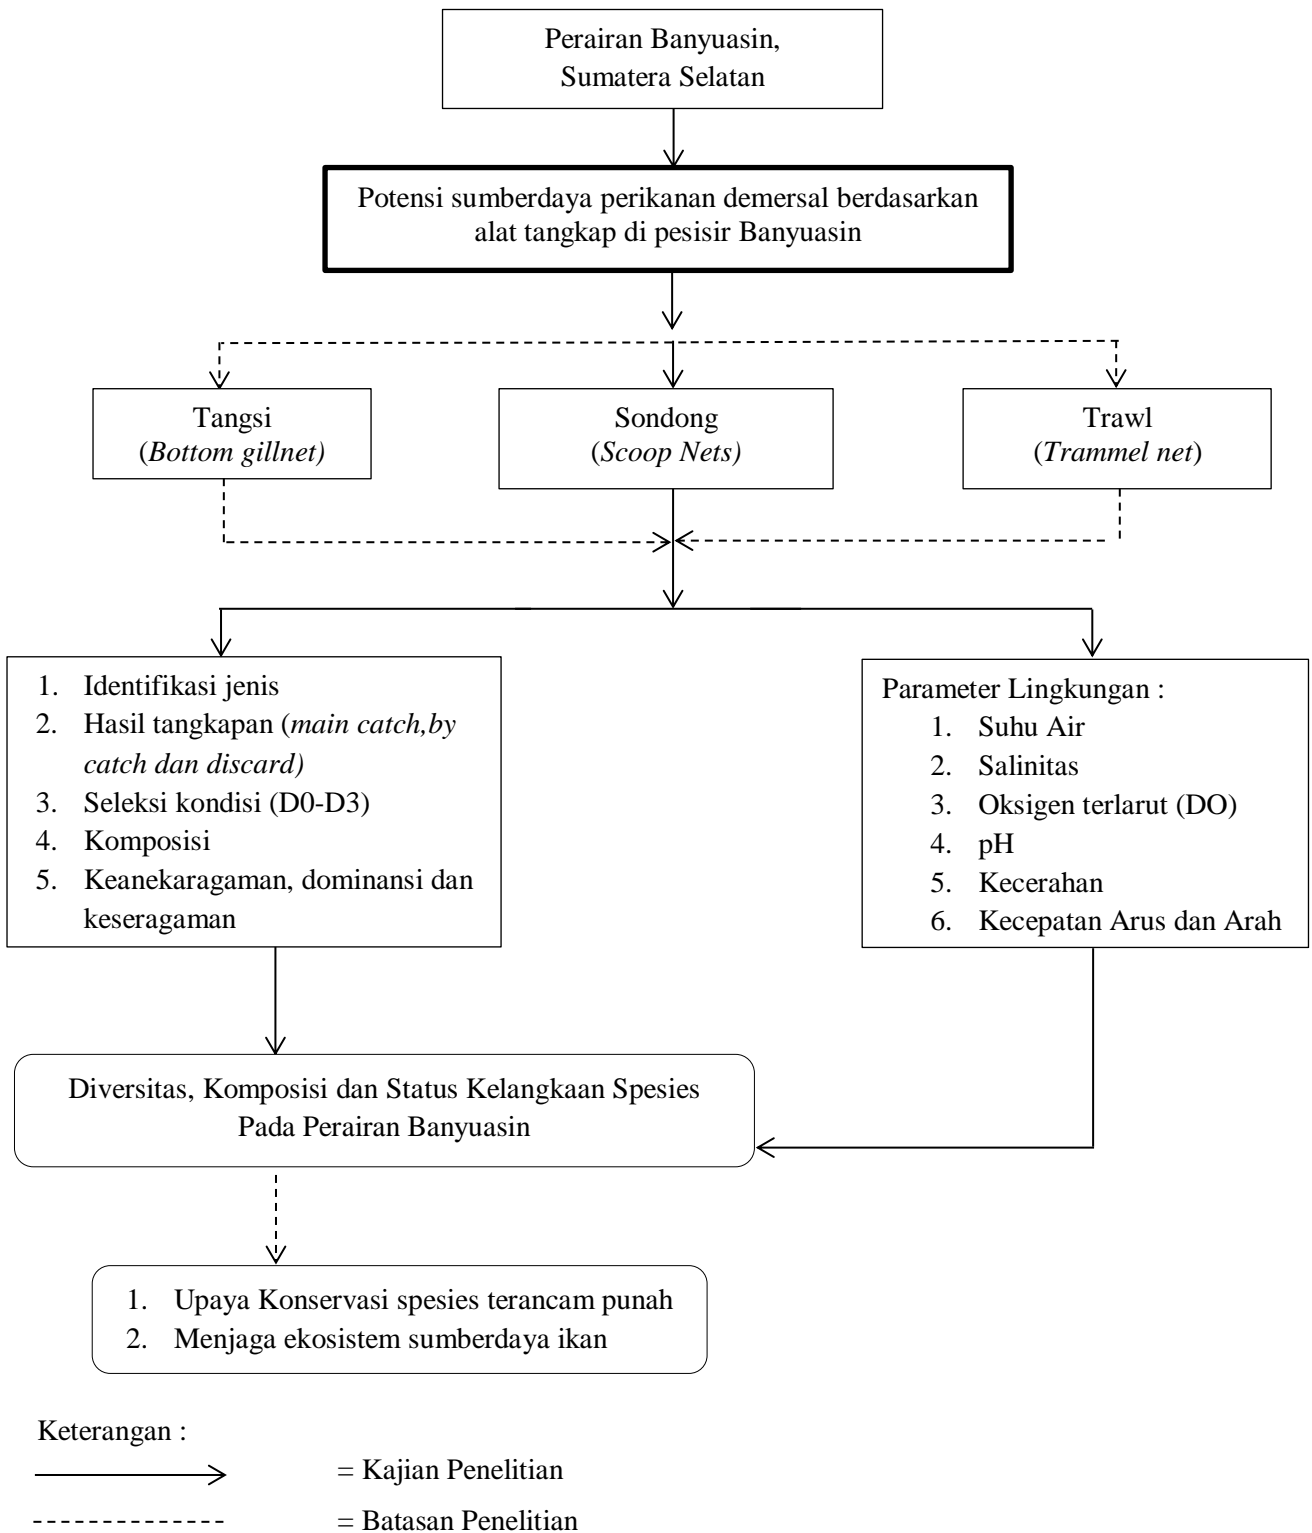 Perairan Banyuasin,
Sumatera Selatan
Potensi sumberdaya perikanan demersal berdasarkan
alat tangkap di pesisir Banyuasin
Tangsi
(Bottom gillnet)
Sondong
(Scoop Nets)
Trawl
(Trammel net)
1. Identifikasi jenis
2. Hasil tangkapan (main catch,by
catch dan discard)
3. Seleksi kondisi (D0-D3)
4. Komposisi
5. Keanekaragaman, dominansi dan
keseragaman
Parameter Lingkungan :
1. Suhu Air
2. Salinitas
3. Oksigen terlarut (DO)
4. pH
5. Kecerahan
6. Kecepatan Arus dan Arah
Diversitas, Komposisi dan Status Kelangkaan Spesies
Pada Perairan Banyuasin
1. Upaya Konservasi spesies terancam punah
2. Menjaga ekosistem sumberdaya ikan
Keterangan :
= Kajian Penelitian
= Batasan Penelitian